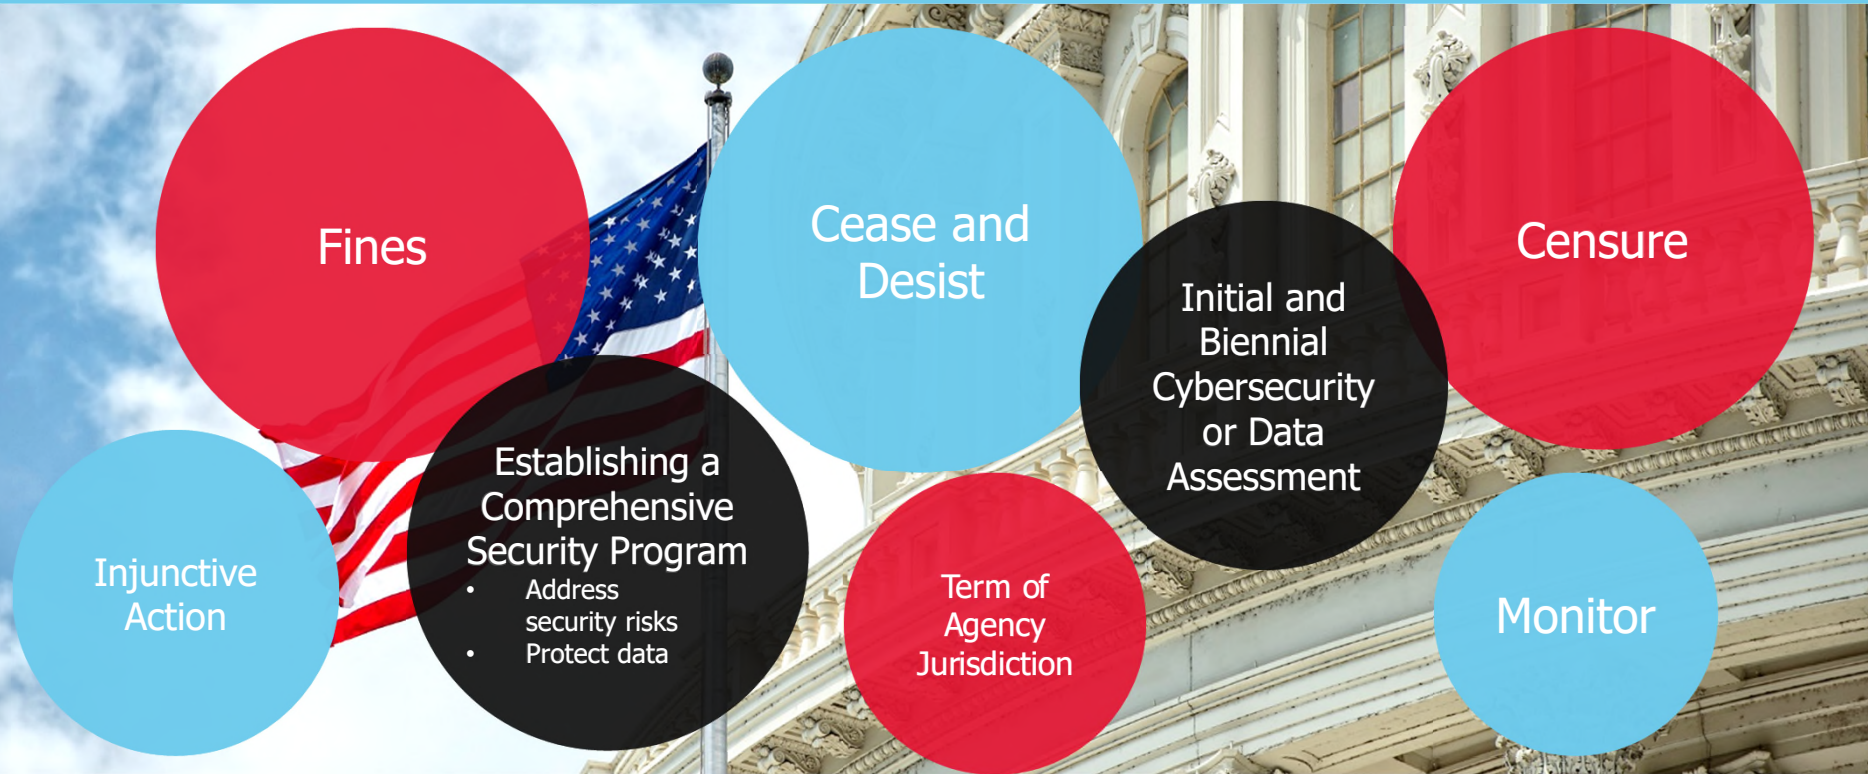 Fines
Cease and
Desist
Censure
Initial and
Biennial
Cybersecurity
or Data
Assessment
Establishing a
Comprehensive
Security Program
• Address
security risks
• Protect data
Injunctive
Action
Term of
Agency
Jurisdiction
Monitor